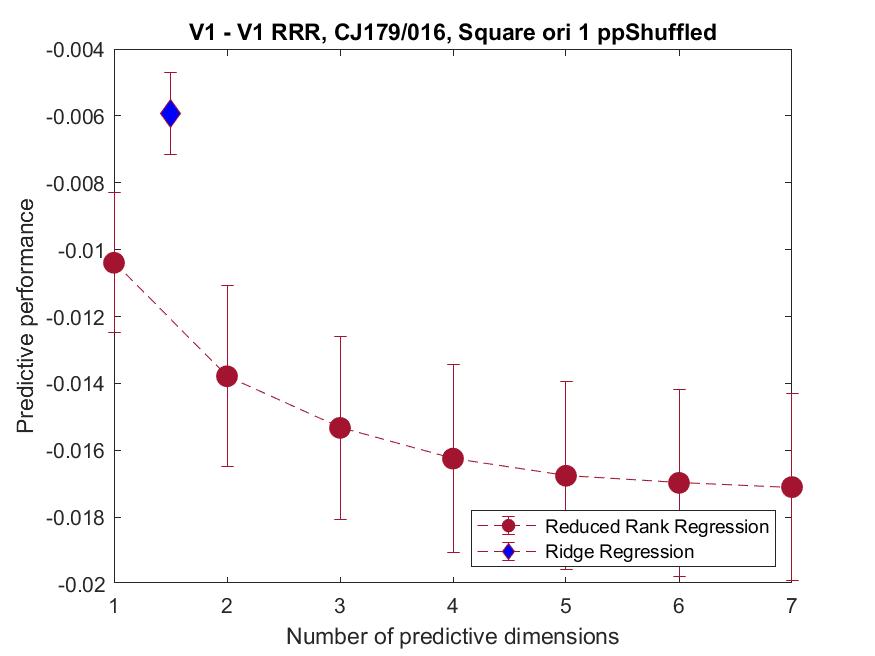 V1 - V1 RRR, CJ179/016, Square ori 1 ppShuffled
-0.004
-0.006
-0.008
-0.01
-0.012
-0.014
-0.016
-0.018
-0.02
Predictive performance
Reduced Rank Regression
Ridge Regression
1 2 3 4 5 6 7
Number of predictive dimensions